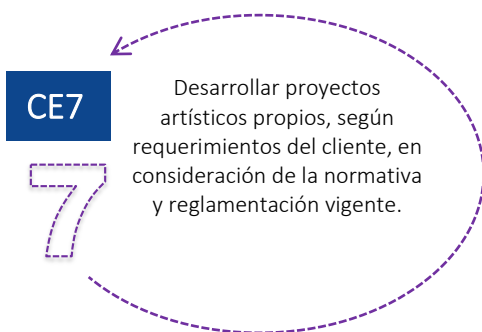 CE7
7
Desarrollar proyectos
artísticos propios, según
requerimientos del cliente, en
consideración de la normativa
y reglamentación vigente.